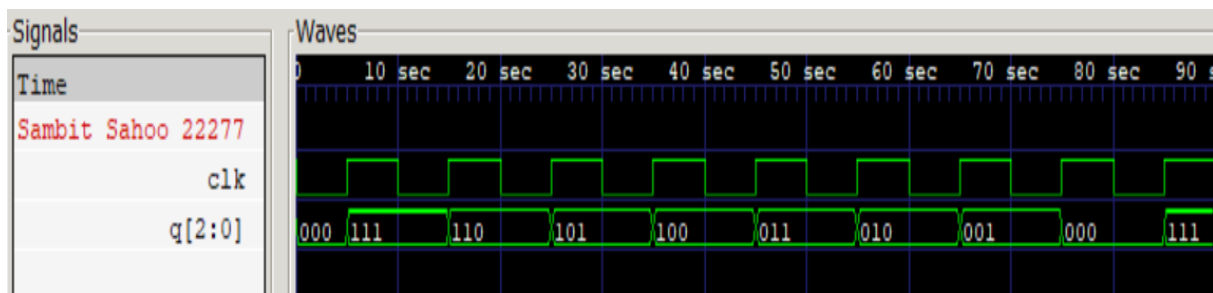 Signals
Waves
Time
0 10 sec 20 sec 30 sec 40 sec 50 sec 60 sec 70 sec 80 sec 90 s
Sambit Sahoo 22277
clk
q[2:0]
000 111 110 101 100 011 010 001 000 111